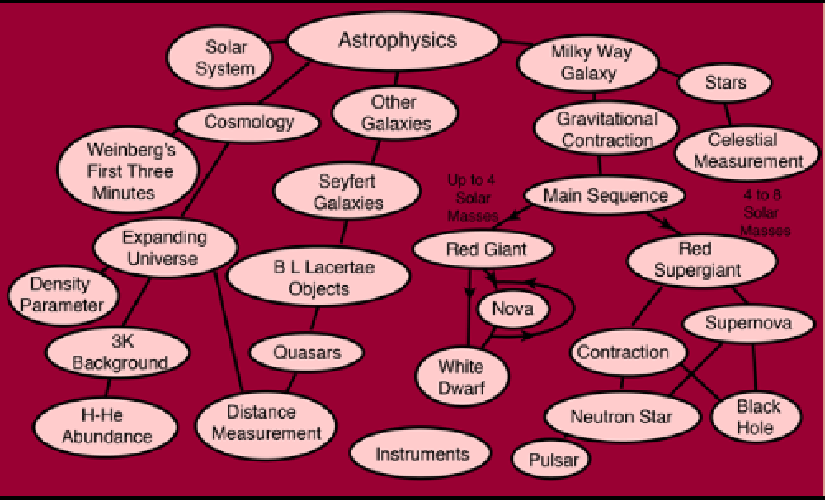 Astrophysics
Solar
System
Milky Way
Galaxy
Stars
Other
Galaxies
Cosmology
Gravitational
Contraction
Celestial
Measurement
Weinberg's
First Three
Minutes
Seyfert
Galaxies
Up to 4
Solar
Masses
Main Sequence
4 to 8
Solar
Masses
Expanding
Universe
Red Giant
Red
Supergiant
B L Lacertae
Objects
Density
Parameter
Nova
Supernova
3K
Background
Quasars
Contraction
White
Dwarf
H-He
Abundance
Distance
Measurement
Neutron Star
Black
Hole
Instruments
Pulsar